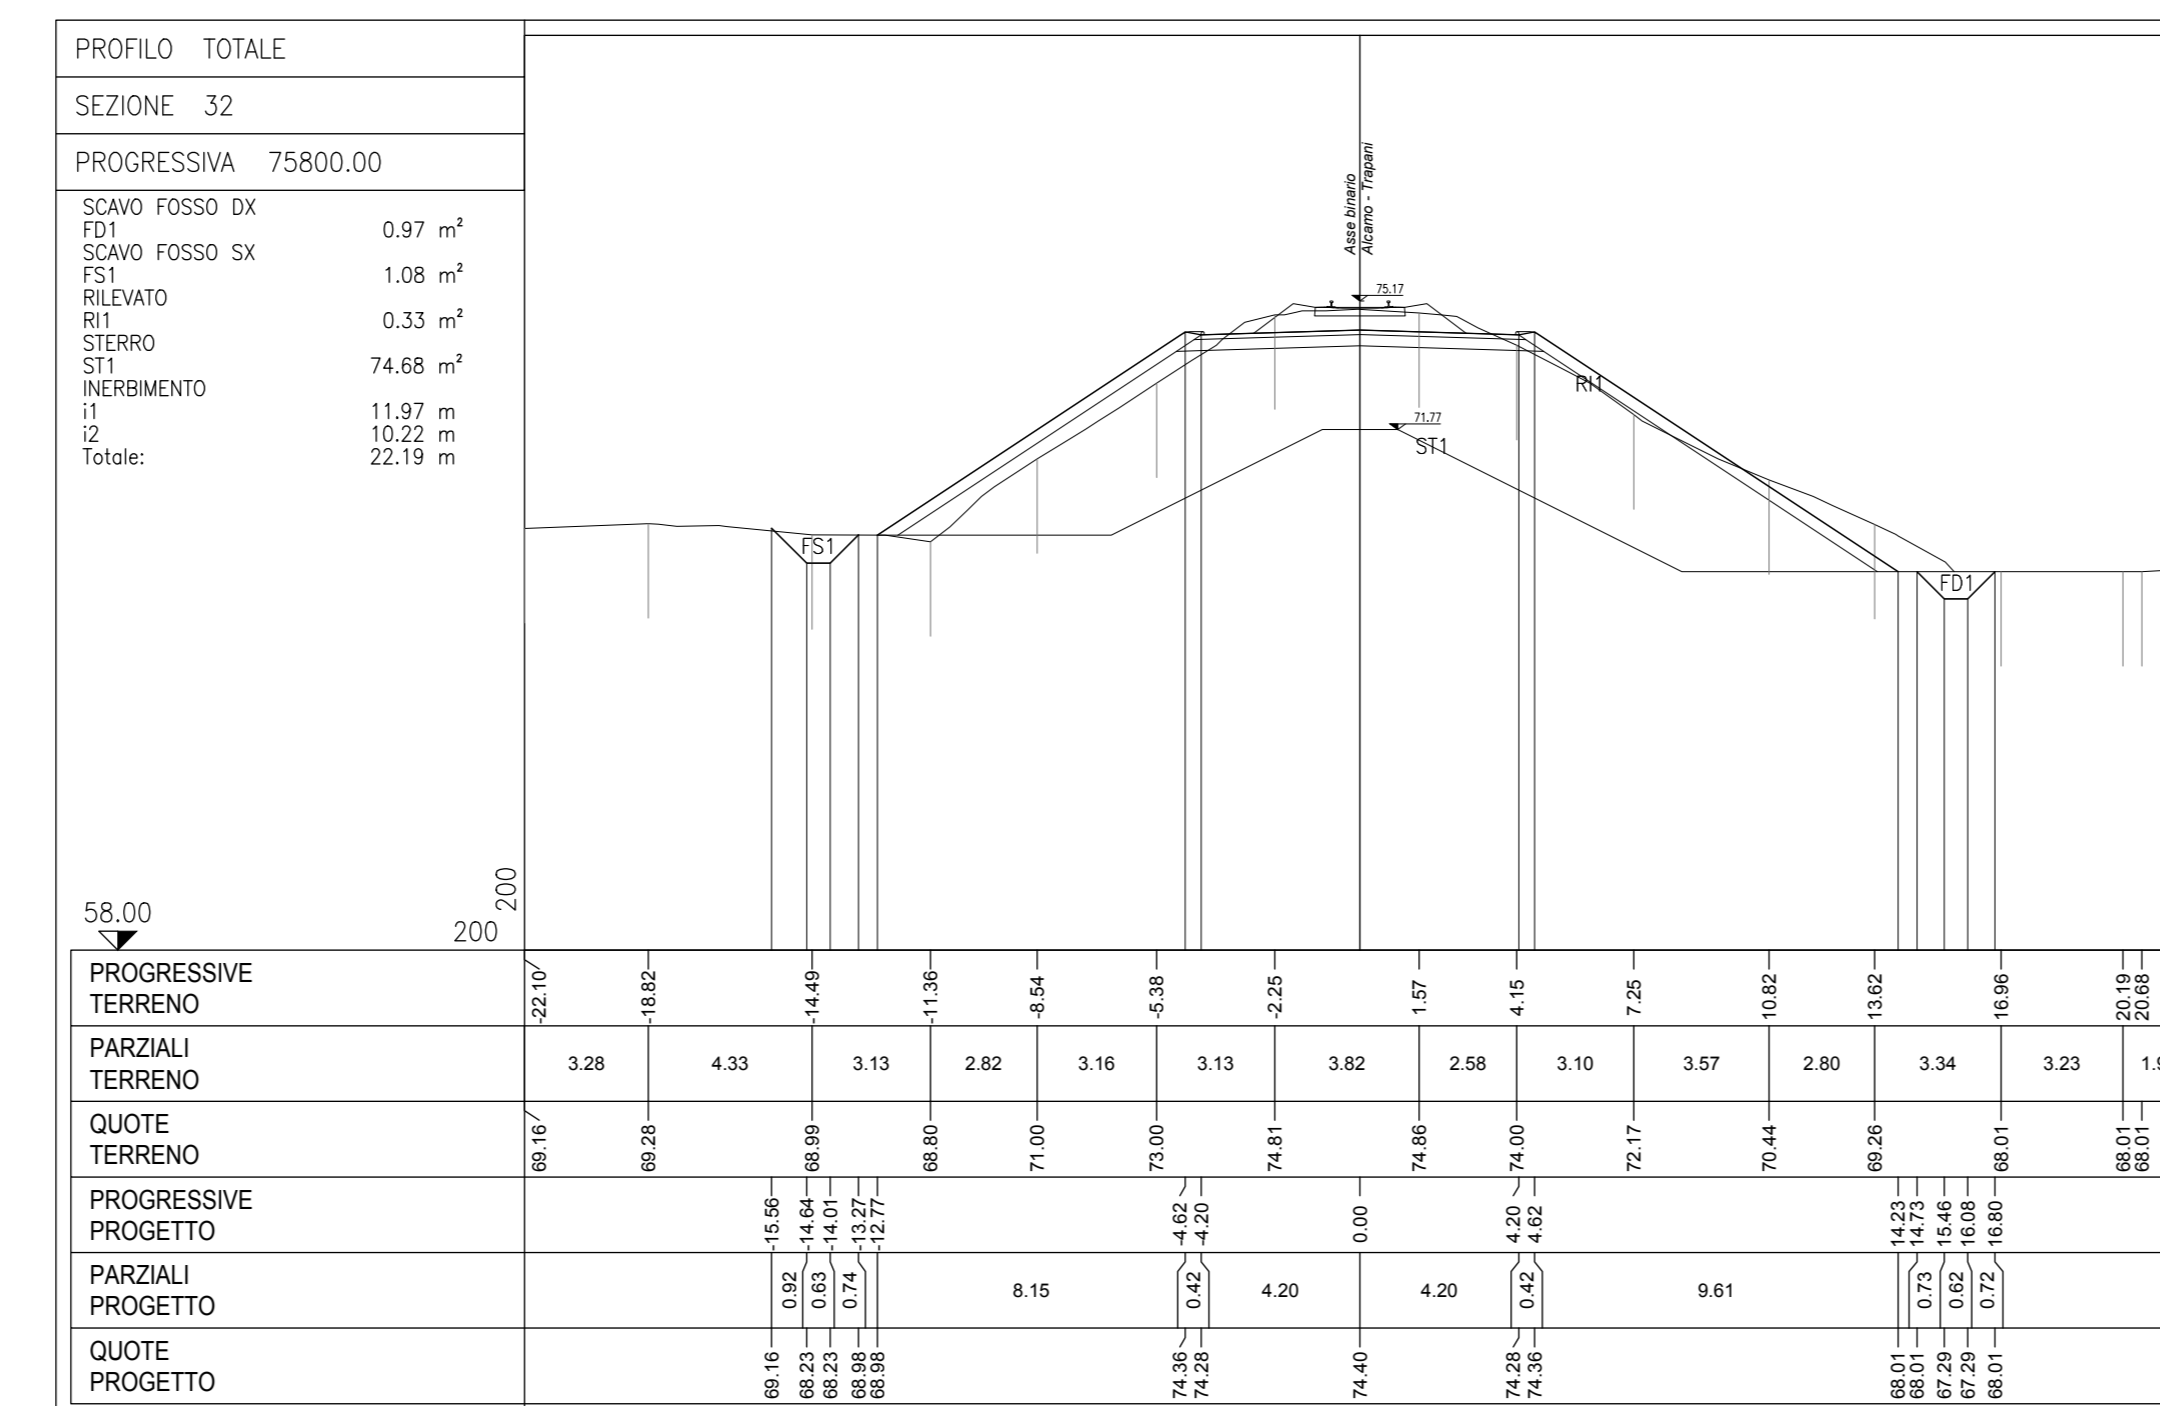 PROFILO TOTALE
SEZIONE 32
PROGRESSIVA 75800.00
SCAVO FOSSO DX
FD1 0.97 m²
SCAVO FOSSO SX
FS1 1.08 m²
RILEVATO
RI1 0.33 m²
STERRO
ST1 74.68 m²
INERBIMENTO
i1 11.97 m
i2 10.22 m
Totale: 22.19 m
58.00
200
200
Asse binario
Alcamo - Trapani
75.17
71.77
RI1
ST1
FS1
FD1
PROGRESSIVE
TERRENO
-22.10 -18.82 -14.49 -11.36 -8.54 -5.38 -2.25 1.57 4.15 7.25 10.82 13.62 16.96 20.19 20.68
PARZIALI
TERRENO
3.28 4.33 3.13 2.82 3.16 3.13 3.82 2.58 3.10 3.57 2.80 3.34 3.23
QUOTE
TERRENO
69.16 69.28 68.99 68.80 71.00 73.00 74.81 74.86 74.00 72.17 70.44 69.26 68.01 68.01 68.01
PROGRESSIVE
PROGETTO
-15.56 -14.64 -14.01 -13.27 -12.77 -4.62 -4.20 0.00 4.20 4.62 14.23 14.73 15.46 16.08 16.80
PARZIALI
PROGETTO
0.92 0.63 0.74 8.15 0.42 4.20 4.20 0.42 9.61 0.73 0.62 0.72
QUOTE
PROGETTO
69.16 68.23 68.23 68.98 68.98 74.36 74.28 74.40 74.28 74.36 68.01 68.01 67.29 67.29 68.01